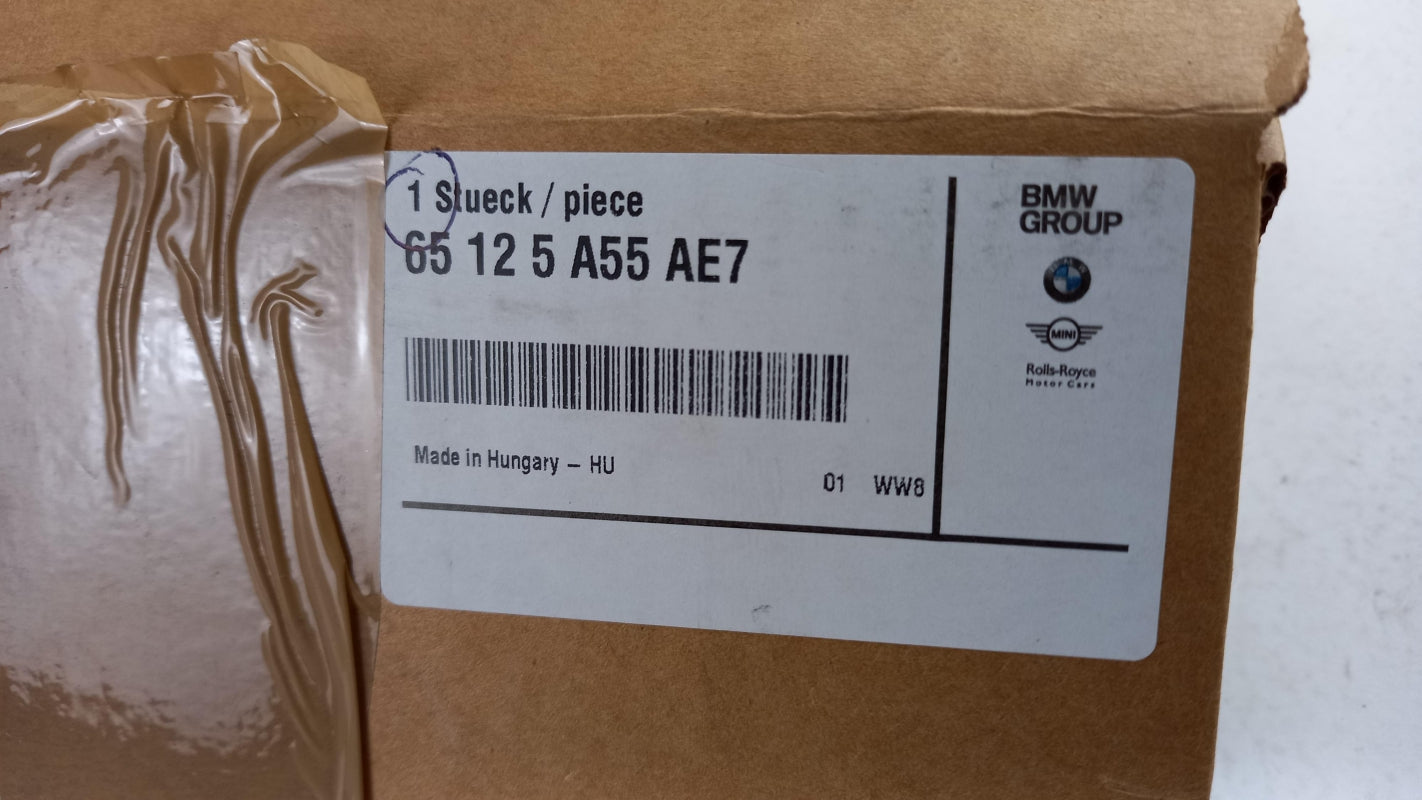 1 Stueck / piece
65 12 5 A55 AE7
Made in Hungary – HU
01 WW8
BMW
GROUP
MINI
Rolls-Royce
Motor Cars